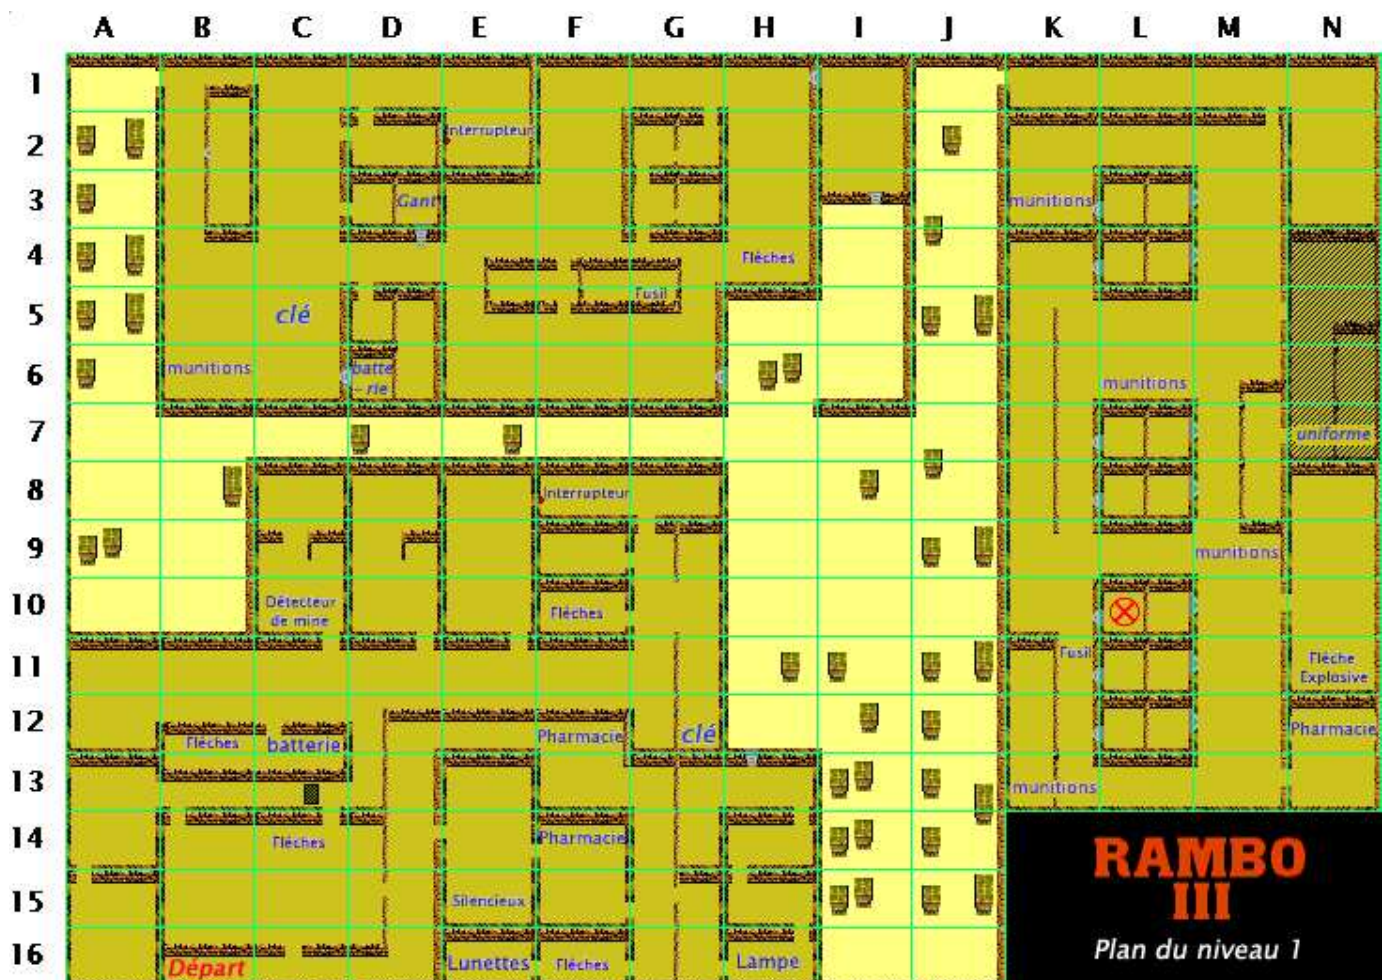 A B C D E F G H I J K L M N
1
Interrupteur
2
Gant
munitions
3
Flèches
4
Fusil
clé
5
munitions
batte
- rie
munitions
6
uniforme
7
Interrupteur
8
munitions
9
Détecteur
de mine
Flèches
10
Fusil
Flèche
Explosive
11
Flèches
batterie
Pharmacie
clé
Pharmacie
12
munitions
13
Flèches
Pharmacie
14
Silencieux
15
Départ
Lunettes
Flèches
Lampe
16
RAMBO
III
Plan du niveau 1